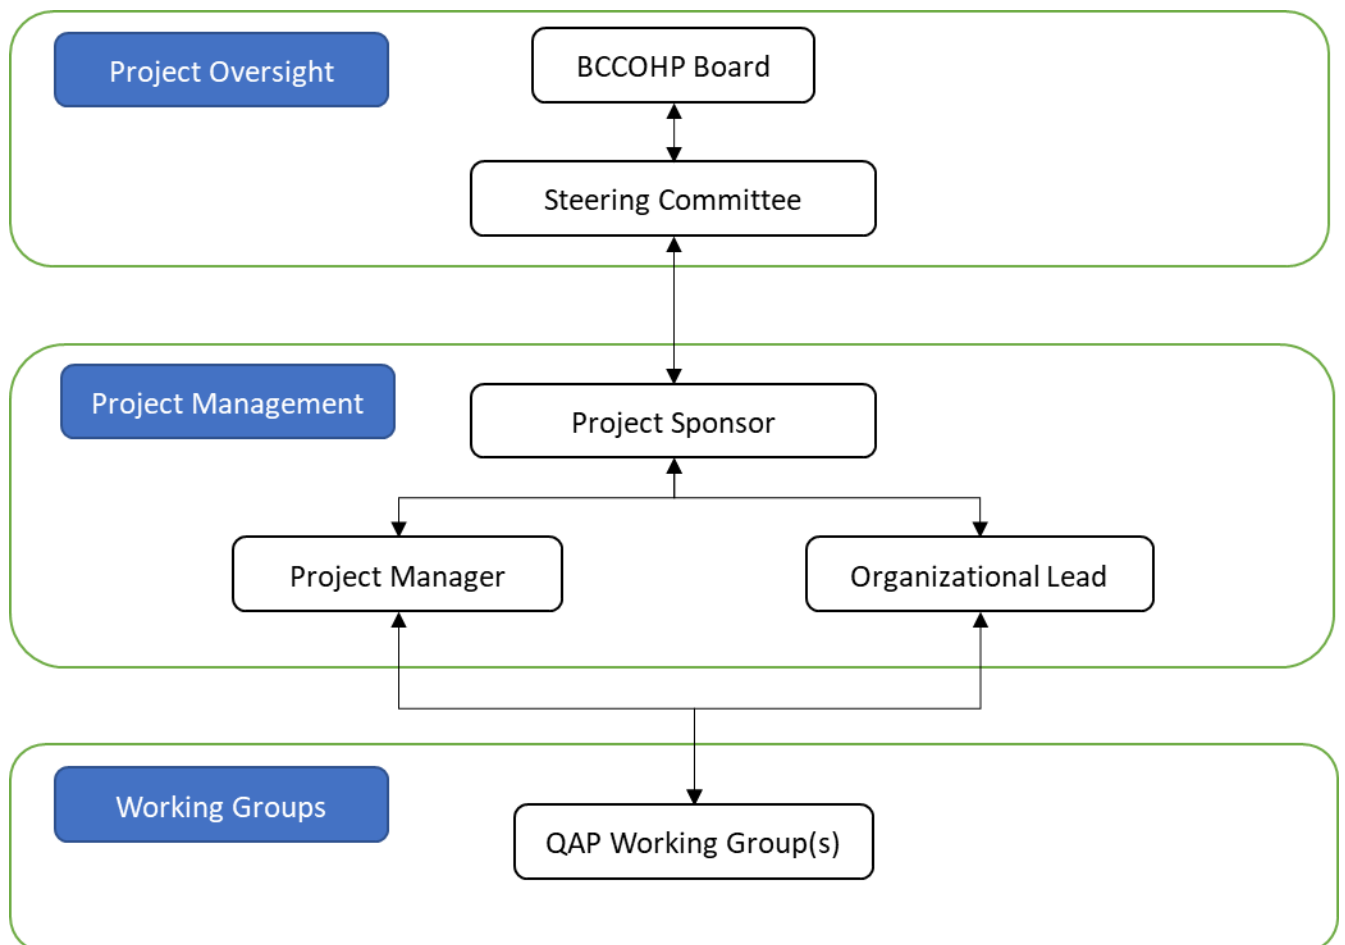 Project Oversight
BCCOHP Board
Steering Committee
Project Management
Project Sponsor
Project Manager
Organizational Lead
Working Groups
QAP Working Group(s)